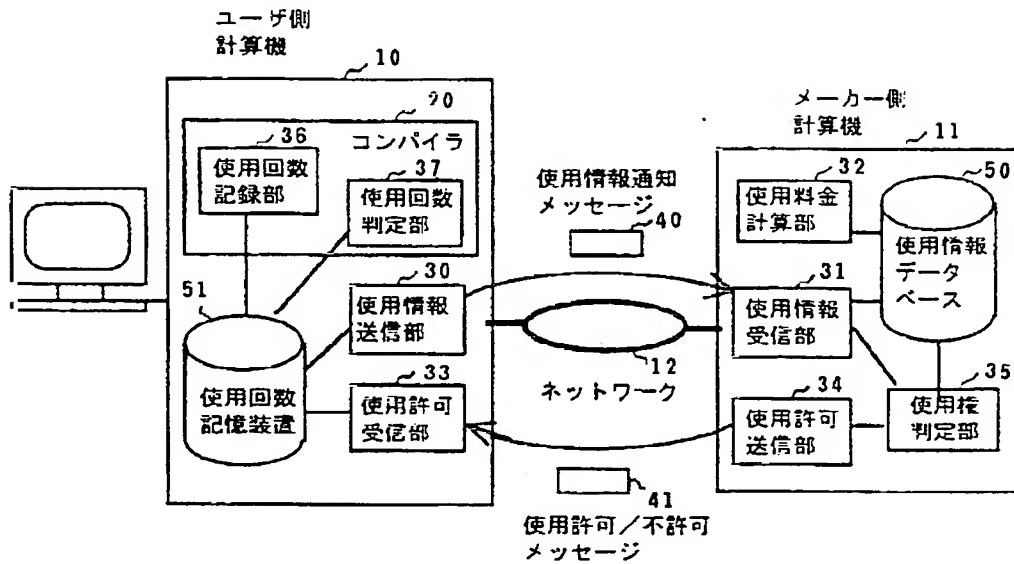 ユーザ側
計算機
10
20
コンパイラ
36
使用回数
記録部
37
使用回数
判定部
51
使用回数
記憶装置
30
使用情報
送信部
33
使用許可
受信部
使用情報通知
メッセージ
40
12
ネットワーク
41
使用許可/不許可
メッセージ
メーカー側
計算機
11
32
使用料金
計算部
50
使用情報
データ
ベース
31
使用情報
受信部
34
使用許可
送信部
35
使用権
判定部